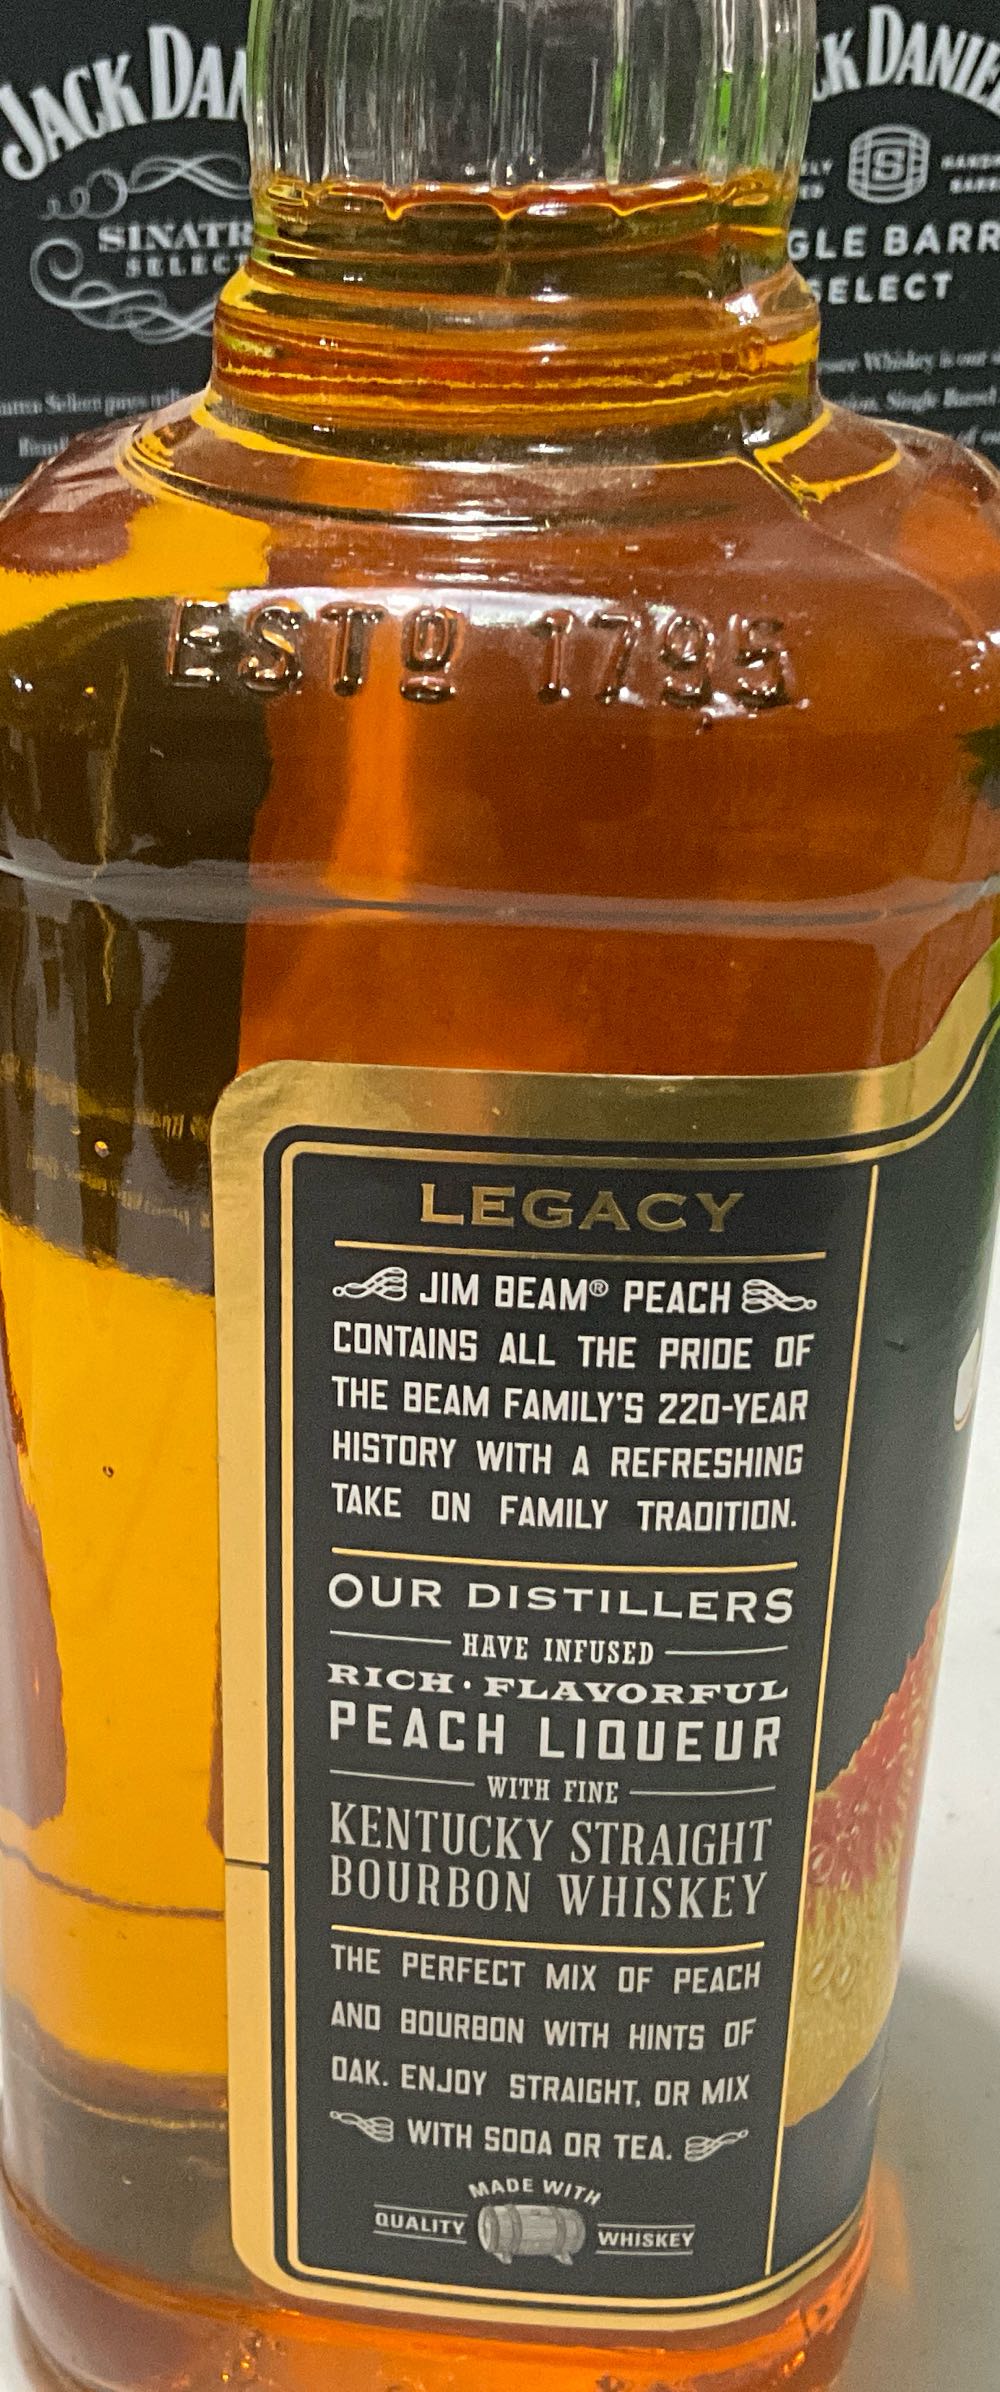 JACK DAN
CK DANIE
SINATR
SELECT
GLE BARR
SELECT
ESTD 1795
LEGACY
JIM BEAM® PEACH
CONTAINS ALL THE PRIDE OF
THE BEAM FAMILY'S 220-YEAR
HISTORY WITH A REFRESHING
TAKE ON FAMILY TRADITION.
OUR DISTILLERS
HAVE INFUSED
RICH · FLAVORFUL
PEACH LIQUEUR
WITH FINE
KENTUCKY STRAIGHT
BOURBON WHISKEY
THE PERFECT MIX OF PEACH
AND BOURBON WITH HINTS OF
OAK. ENJOY STRAIGHT, OR MIX
WITH SODA OR TEA.
MADE WITH
QUALITY WHISKEY